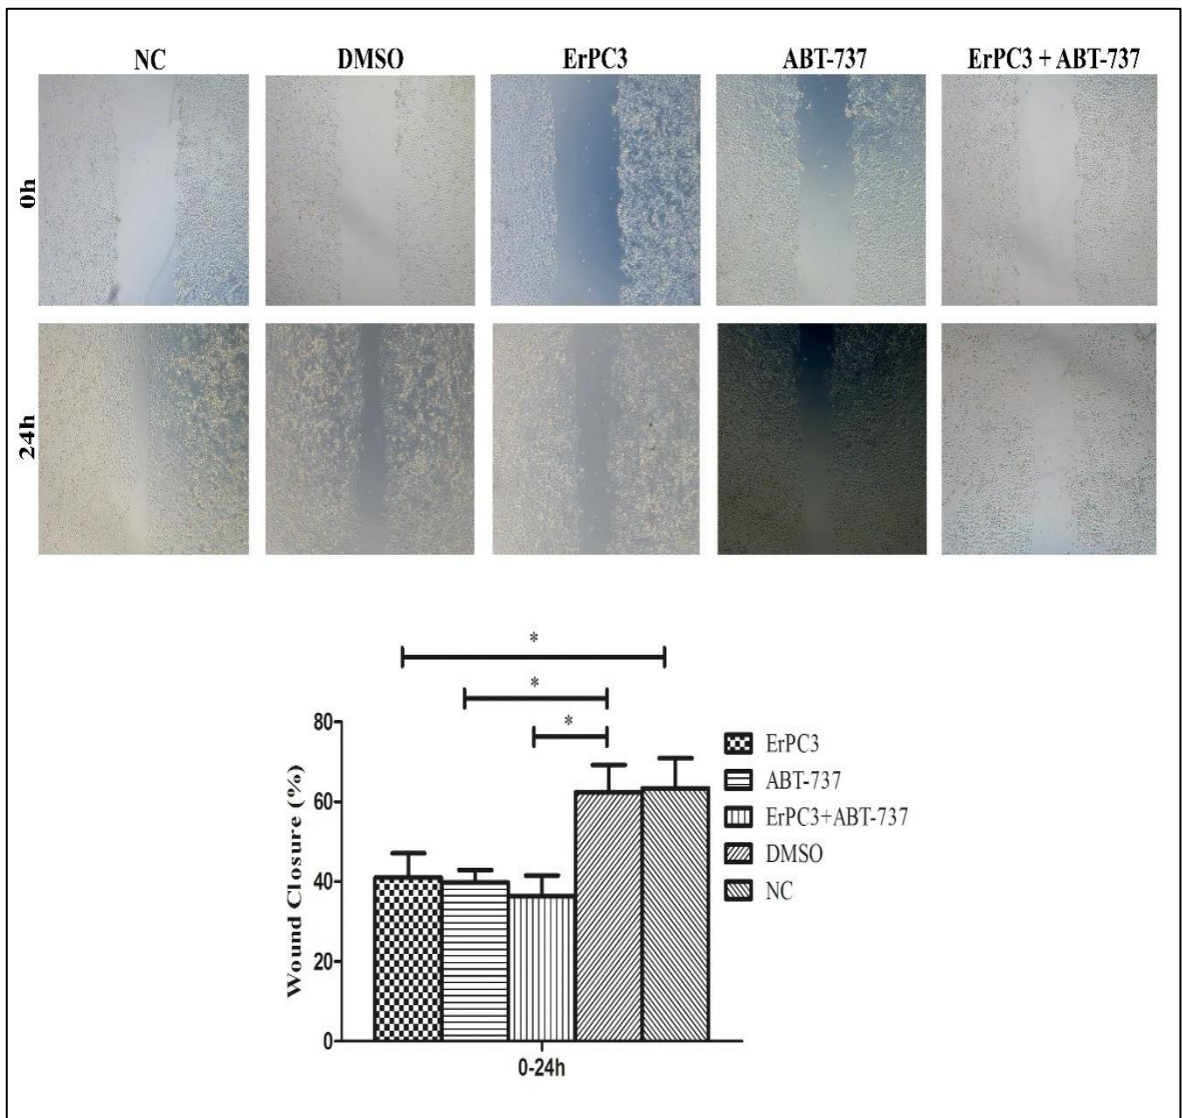 NC DMSO ErPC3 ABT-737 ErPC3 + ABT-737
0h
24h
*
*
*
80
60
40
20
0
Wound Closure (%)
0-24h
ErPC3
ABT-737
ErPC3+ABT-737
DMSO
NC